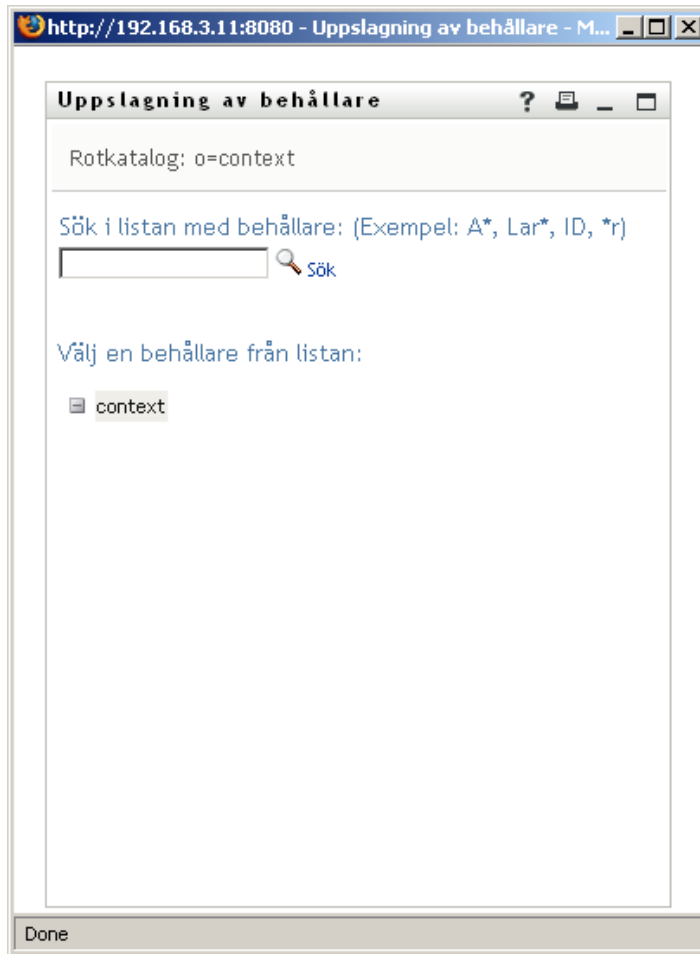 http://192.168.3.11:8080 - Uppslagning av behållare - M...
Uppslagning av behållare
Rotkatalog: o=context
Sök i listan med behållare: (Exempel: A*, Lar*, ID, *r)
Sök
Välj en behållare från listan:
context
Done